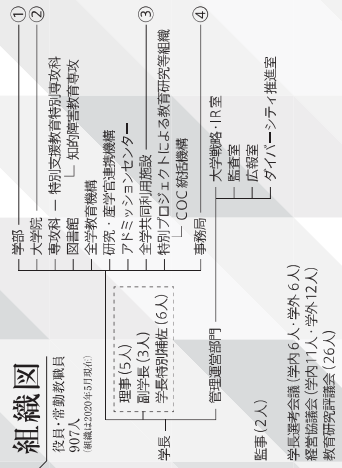 組織図
役員・常勤教職員
907人
（組織は2020年5月現在）
学長
理事（5人）
副学長（3人）
学長特別補佐（6人）
学部 ①
大学院 ②
専攻科 特別支援教育特別専攻科
知的障害教育専攻
図書館
全学教育機構
研究・産学官連携機構
アドミッションセンター
全学共同利用施設 ③
特別プロジェクトによる教育研究等組織
COC統括機構
事務局 ④
管理運営部門
大学戦略・IR室
監査室
広報室
ダイバーシティ推進室
監事（2人）
学長選考会議（学内6人・学外6人）
経営協議会（学内11人・学外12人）
教育研究評議会（26人）